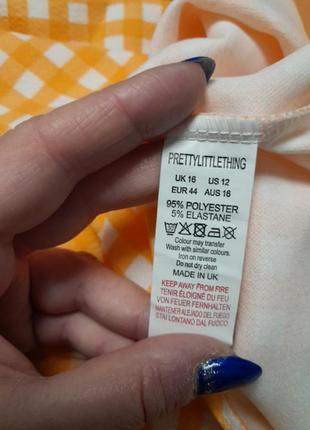 PRETTYLITTLETHING
UK 16 US 12
EUR 44 AUS 16
95% POLYESTER
5% ELASTANE
Colour may transfer
Wash with similar colours.
Iron on reverse
Do not dry clean
MADE IN UK
KEEP AWAY FROM FIRE
TENIR ÉLOIGNÉ DU FEU
VON FEUER FERNHALTEN
MANTENER ALEJADO DEL FUEGO
STAI LONTANO DAL FUOCO